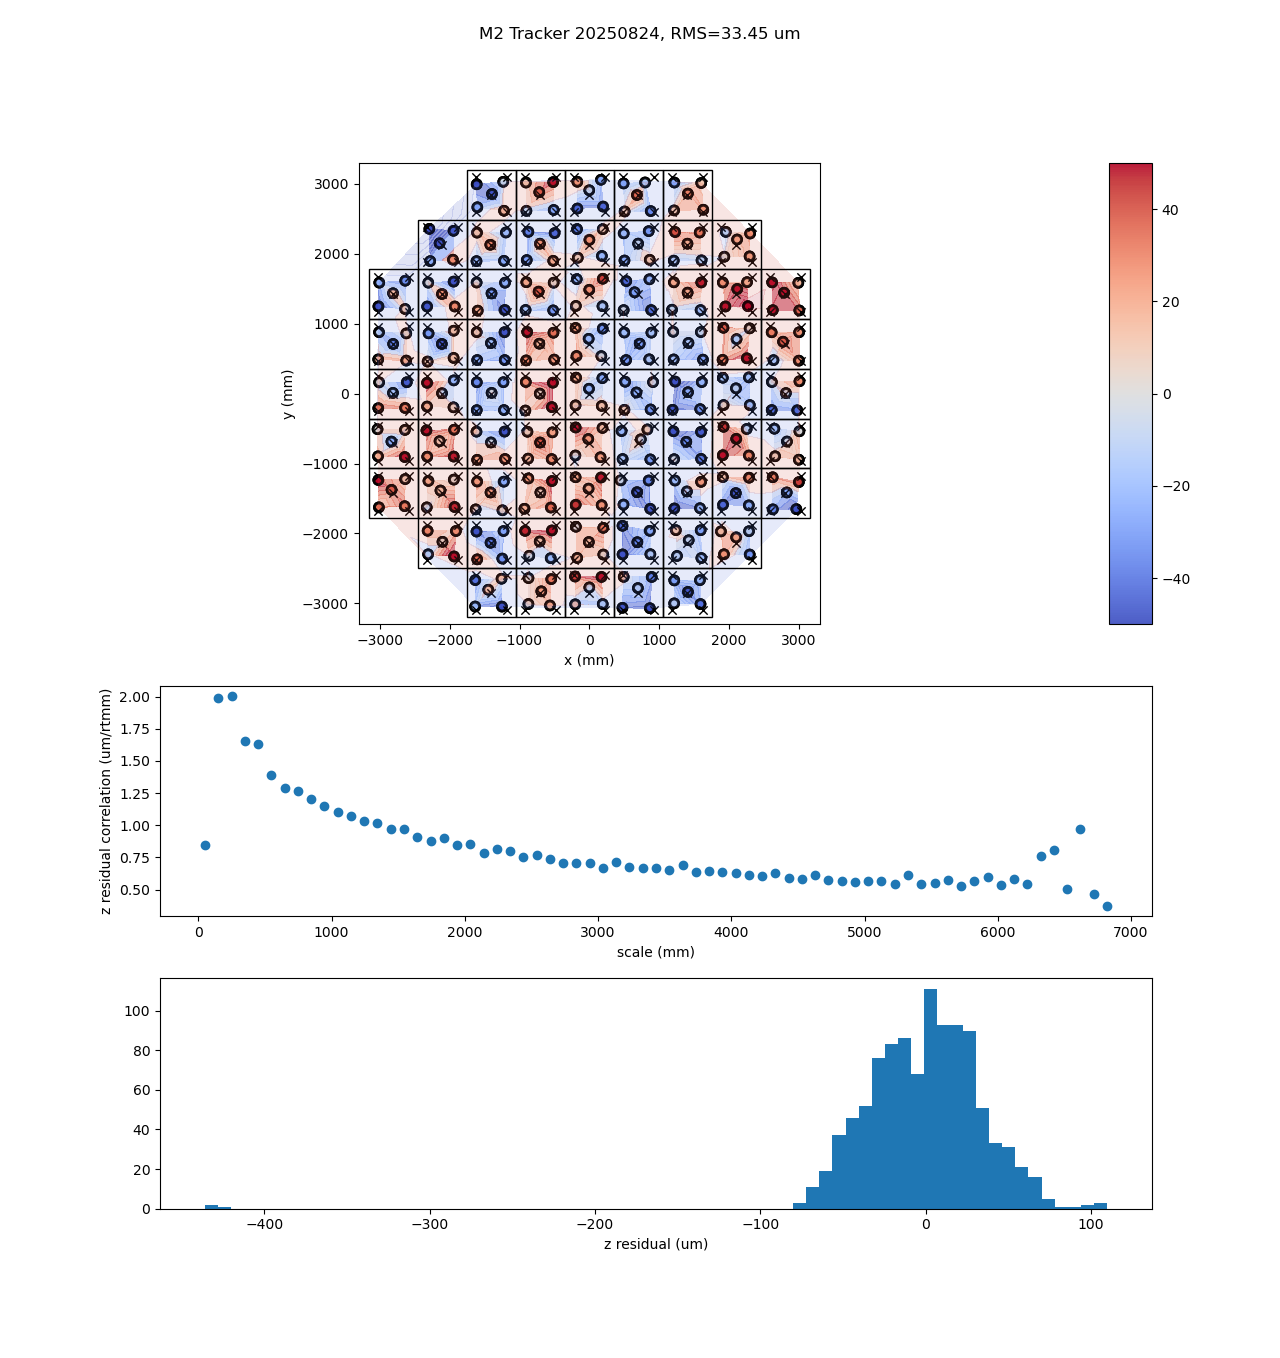 M2 Tracker 20250824, RMS=33.45 um
3000
2000
1000
0
−1000
−2000
−3000
y (mm)
−3000 −2000 −1000 0 1000 2000 3000
x (mm)
40
20
0
−20
−40
2.00
1.75
1.50
1.25
1.00
0.75
0.50
z residual correlation (um/rtmm)
0 1000 2000 3000 4000 5000 6000 7000
scale (mm)
100
80
60
40
20
0
−400 −300 −200 −100 0 100
z residual (um)